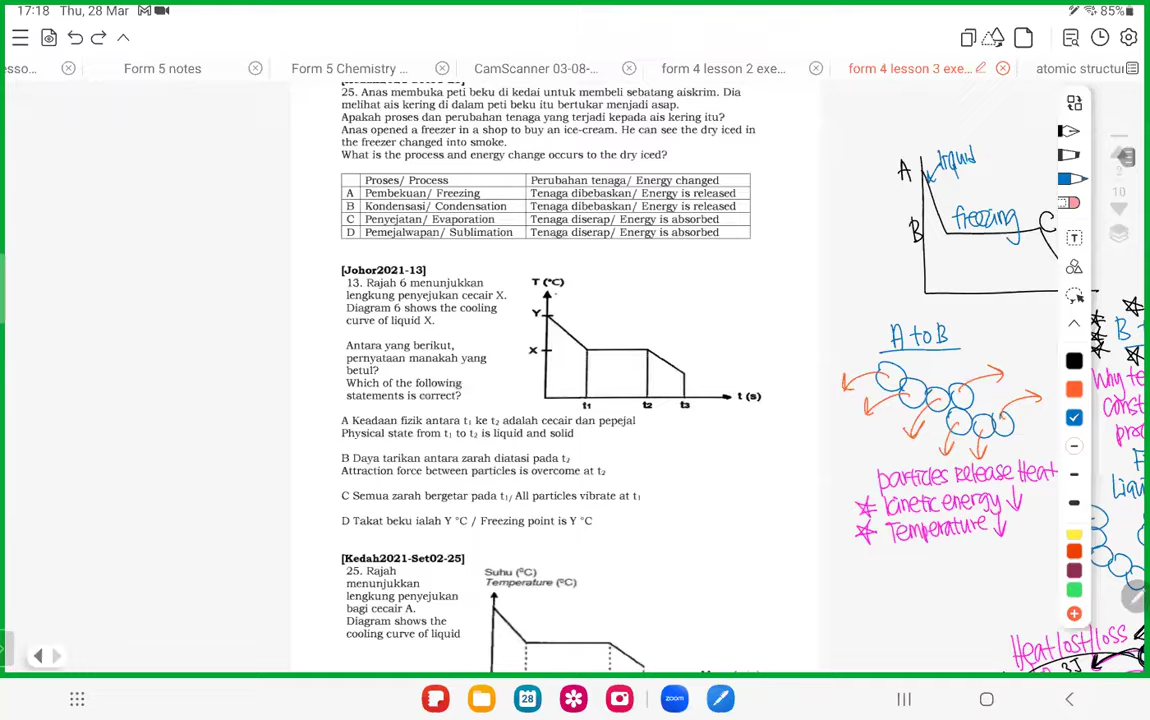 17:18 Thu, 28 Mar
85%
esso...
Form 5 notes
Form 5 Chemistry ...
CamScanner 03-08-...
form 4 lesson 2 exe...
form 4 lesson 3 exe...
atomic structu
25. Anas membuka peti beku di kedai untuk membeli sebatang aiskrim. Dia
melihat ais kering di dalam peti beku itu bertukar menjadi asap.
Apakah proses dan perubahan tenaga yang terjadi kepada ais kering itu?
Anas opened a freezer in a shop to buy an ice-cream. He can see the dry iced in
the freezer changed into smoke.
What is the process and energy change occurs to the dry iced?
Proses/ Process Perubahan tenaga/ Energy changed
A Pembekuan/ Freezing Tenaga dibebaskan/ Energy is released
B Kondensasi/ Condensation Tenaga dibebaskan/ Energy is released
C Penyejatan/ Evaporation Tenaga diserap/ Energy is absorbed
D Pemejalwapan/ Sublimation Tenaga diserap/ Energy is absorbed
[Johor2021-13]
13. Rajah 6 menunjukkan
lengkung penyejukan cecair X.
Diagram 6 shows the cooling
curve of liquid X.
Antara yang berikut,
pernyataan manakah yang
betul?
Which of the following
statements is correct?
T (°C)
Y
X
t1
t2
t3
t (s)
A Keadaan fizik antara t₁ ke t₂ adalah cecair dan pepejal
Physical state from t₁ to t₂ is liquid and solid
B Daya tarikan antara zarah diatasi pada t₂
Attraction force between particles is overcome at t₂
C Semua zarah bergetar pada t₁/ All particles vibrate at t₁
D Takat beku ialah Y °C / Freezing point is Y °C
[Kedah2021-Set02-25]
25. Rajah
menunjukkan
lengkung penyejukan
bagi cecair A.
Diagram shows the
cooling curve of liquid
Suhu (°C)
Temperature (°C)
A
liquid
B
freezing
C
A to B
particles Release Heat
kinetic energy ↓
Temperature ↓
B
Why te
const
pro
F
Liqu
Heat lost/loss
3J
10
T
28
zoom